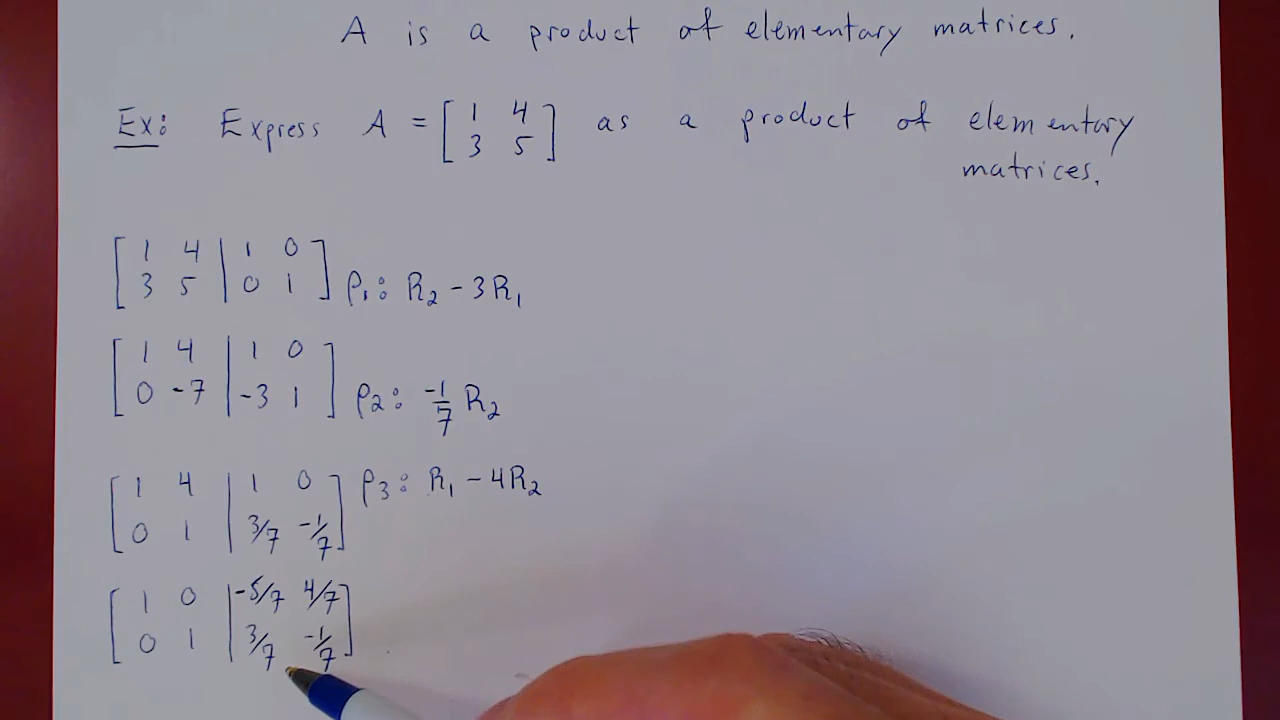 A is a product of elementary matrices.
Ex: Express A = [1 4
3 5] as a product of elementary
matrices.
[1 4 | 1 0
3 5 | 0 1] ρ1: R2 - 3R1
[1 4 | 1 0
0 -7 | -3 1] ρ2: -1/7 R2
[1 4 | 1 0
0 1 | 3/7 -1/7] ρ3: R1 - 4R2
[1 0 | -5/7 4/7
0 1 | 3/7 -1/7]